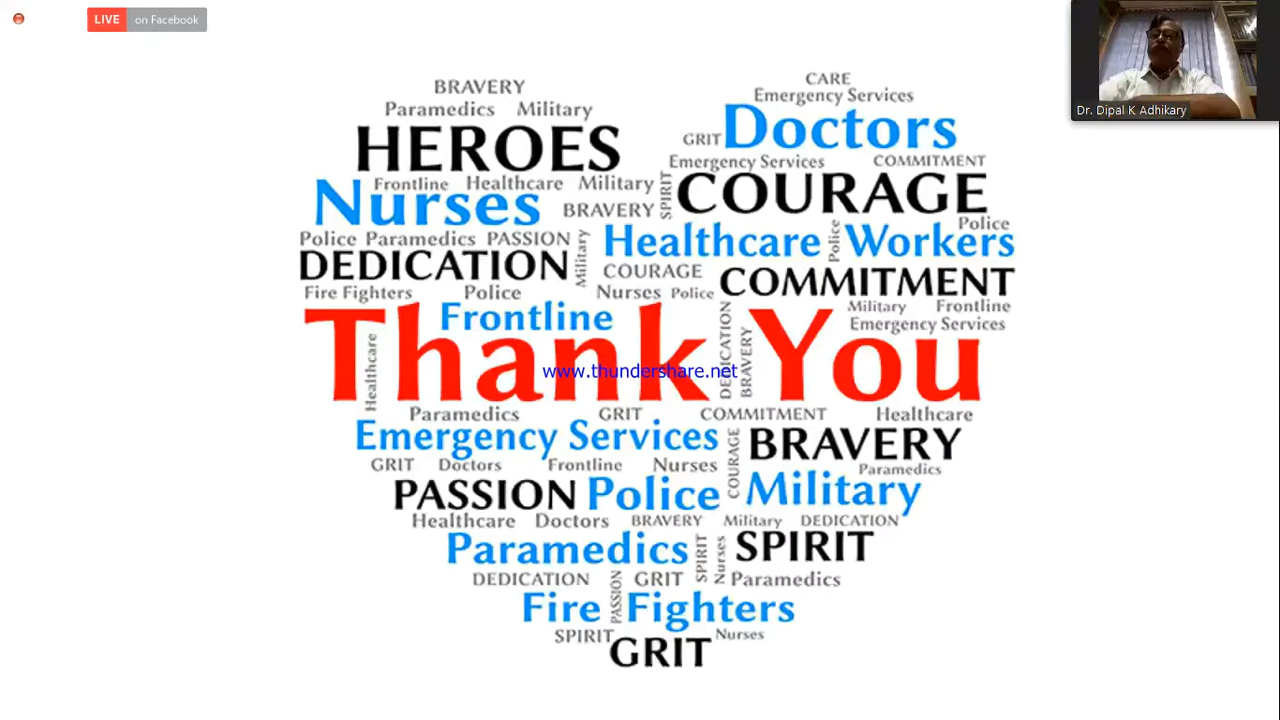 LIVE on Facebook
Dr. Dipal K Adhikary
BRAVERY
Paramedics Military
HEROES
CARE
Emergency Services
GRIT Doctors
Emergency Services COMMITMENT
Frontline Healthcare Military
Nurses BRAVERY
SPIRIT
COURAGE
Police
Police Paramedics PASSION
Military
Healthcare Police Workers
DEDICATION
COURAGE
COMMITMENT
Fire Fighters Police Nurses Police
Military Frontline
Emergency Services
Frontline
Thank You
Healthcare
DEDICATION
BRAVERY
www.thundershare.net
Paramedics GRIT COMMITMENT Healthcare
Emergency Services
COURAGE
BRAVERY
GRIT Doctors Frontline Nurses
Paramedics
PASSION Police Military
Healthcare Doctors BRAVERY Military DEDICATION
Paramedics
SPIRIT
Nurses
SPIRIT
DEDICATION GRIT Paramedics
Fire PASSION Fighters
SPIRIT Nurses
GRIT